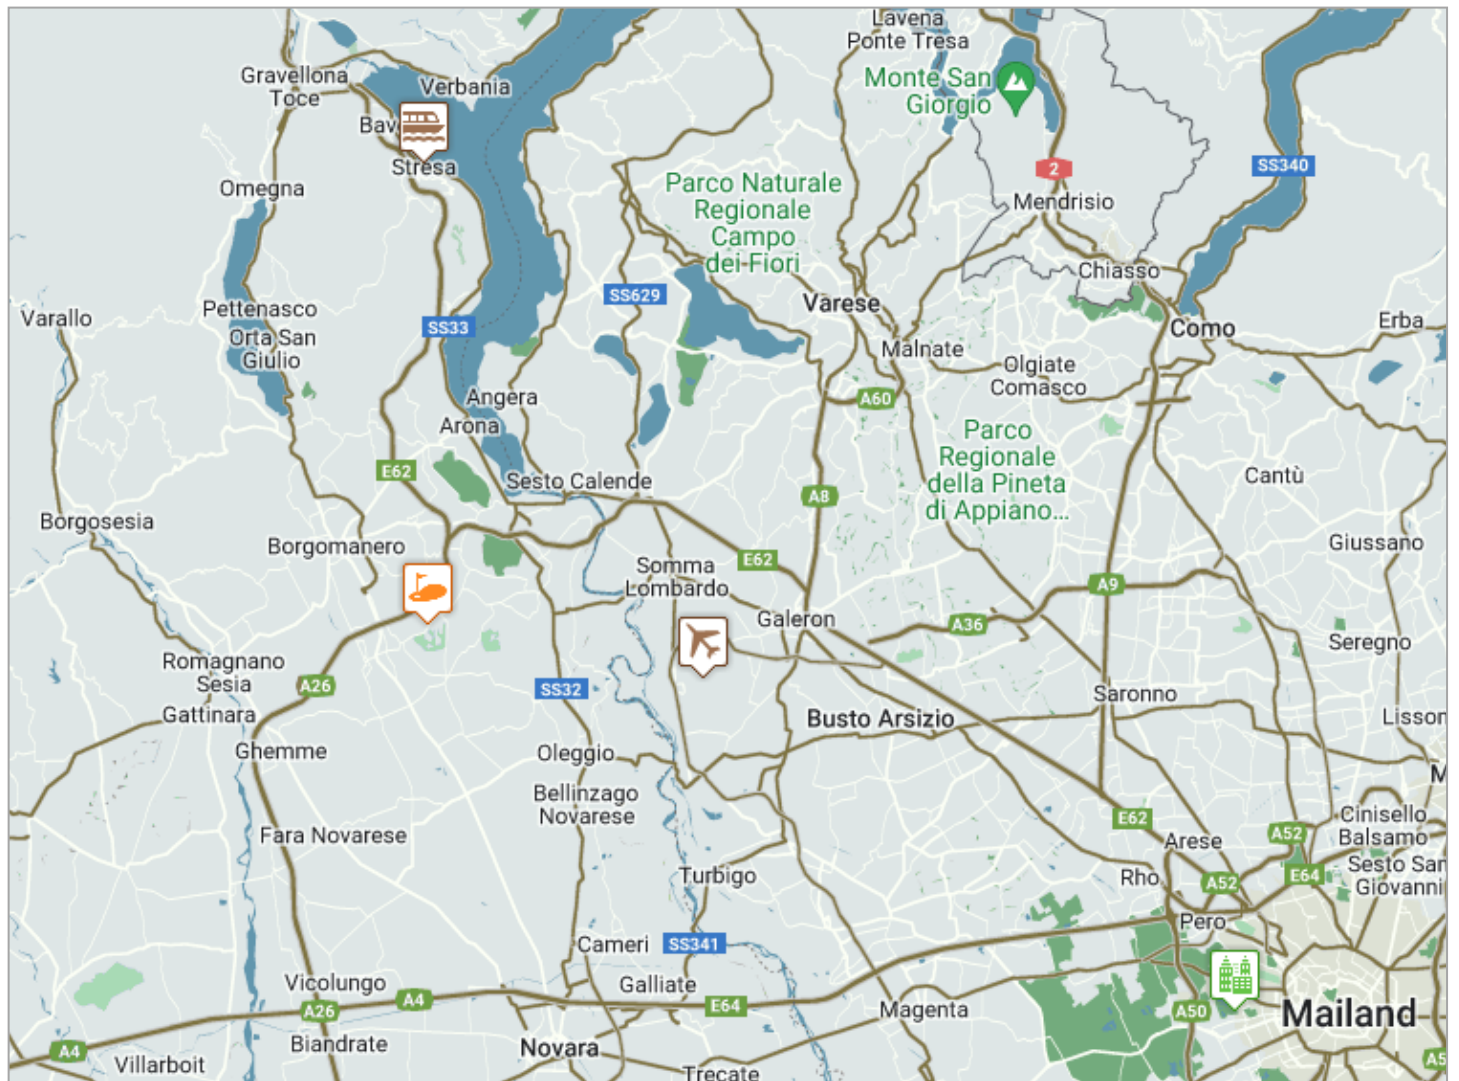 Lavena
Ponte Tresa
Gravellona
Toce
Verbania
Monte San
Giorgio
Bav
Stresa
SS340
2
Omegna
Parco Naturale
Regionale
Campo
dei Fiori
Mendrisio
Chiasso
SS629
Varese
Pettenasco
Varallo
SS33
Orta San
Giulio
Como
Erba
Malnate
Olgiate
Comasco
Angera
A60
Arona
Parco
Regionale
della Pineta
di Appiano...
E62
Sesto Calende
A8
Cantù
Borgosesia
Borgomanero
Giussano
E62
Somma
Lombardo
A9
Galeron
A36
Seregno
Romagnano
Sesia
A26
SS32
Saronno
Gattinara
Busto Arsizio
Lisson
Ghemme
Oleggio
M
Bellinzago
Novarese
E62
Cinisello
Balsamo
Fara Novarese
Arese
A52
Sesto San
Giovanni
Turbigo
Rho
A52
E64
Pero
Cameri
SS341
Vicolungo
Galliate
A26
A4
E64
Magenta
A50
Mailand
A4
Biandrate
Novara
A5
Villarboit
Trecate